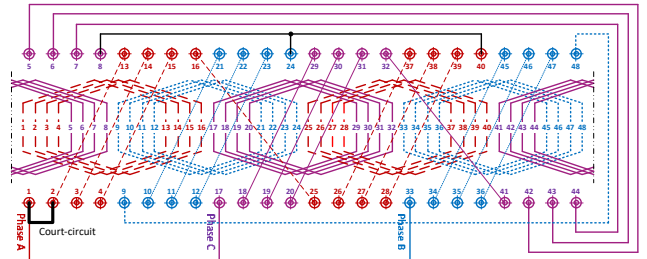 5 6 7 8 13 14 15 16 21 22 23 24 29 30 31 32 37 38 39 40 45 46 47 48
1 2 3 4 5 6 7 8 9 10 11 12 13 14 15 16 17 18 19 20 21 22 23 24 25 26 27 28 29 30 31 32 33 34 35 36 37 38 39 40 41 42 43 44 45 46 47 48
1 2 3 4 9 10 11 12 17 18 19 20 25 26 27 28 33 34 35 36 41 42 43 44
Phase A
Court-circuit
Phase C
Phase B